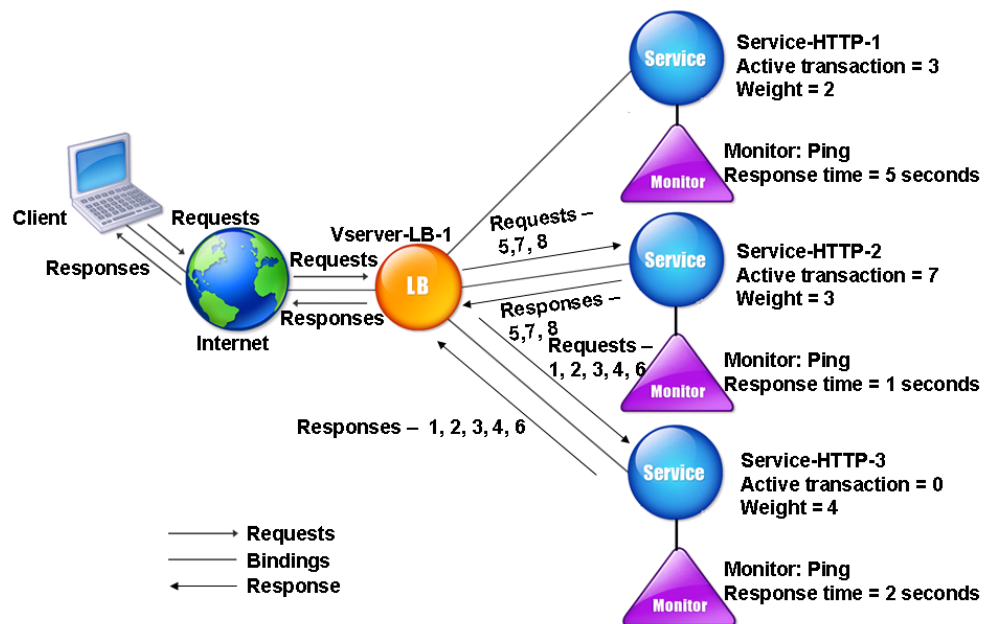 Service
Service-HTTP-1
Active transaction = 3
Weight = 2
Monitor
Monitor: Ping
Response time = 5 seconds
Client
Requests
Responses
Internet
Requests
Responses
Vserver-LB-1
LB
Requests –
5,7, 8
Responses –
5,7, 8
Service
Service-HTTP-2
Active transaction = 7
Weight = 3
Monitor
Monitor: Ping
Response time = 1 seconds
Requests –
1, 2, 3, 4, 6
Responses – 1, 2, 3, 4, 6
Service
Service-HTTP-3
Active transaction = 0
Weight = 4
Monitor
Monitor: Ping
Response time = 2 seconds
Requests
Bindings
Response